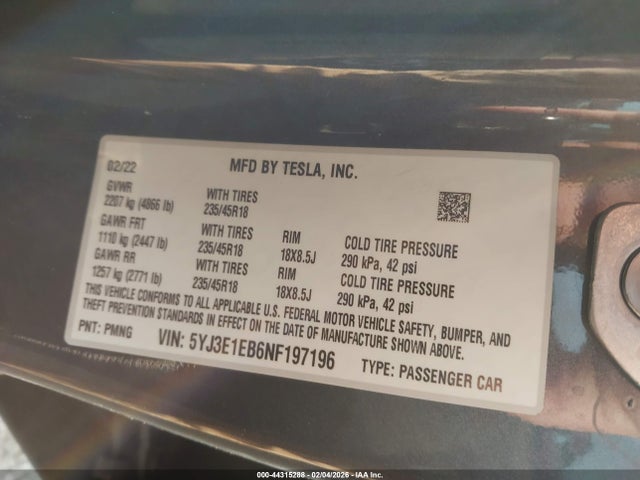 02/22 MFD BY TESLA, INC.
GVWR
2207 kg (4866 lb) WITH TIRES 235/45R18
GAWR FRT
1110 kg (2447 lb) WITH TIRES 235/45R18 RIM 18X8.5J COLD TIRE PRESSURE 290 kPa, 42 psi
GAWR RR
1257 kg (2771 lb) WITH TIRES 235/45R18 RIM 18X8.5J COLD TIRE PRESSURE 290 kPa, 42 psi
THIS VEHICLE CONFORMS TO ALL APPLICABLE U.S. FEDERAL MOTOR VEHICLE SAFETY, BUMPER, AND
THEFT PREVENTION STANDARDS IN EFFECT ON THE DATE OF MANUFACTURE SHOWN ABOVE.
PNT: PMNG VIN: 5YJ3E1EB6NF197196 TYPE: PASSENGER CAR
000-44315288 - 02/04/2026 - IAA Inc.